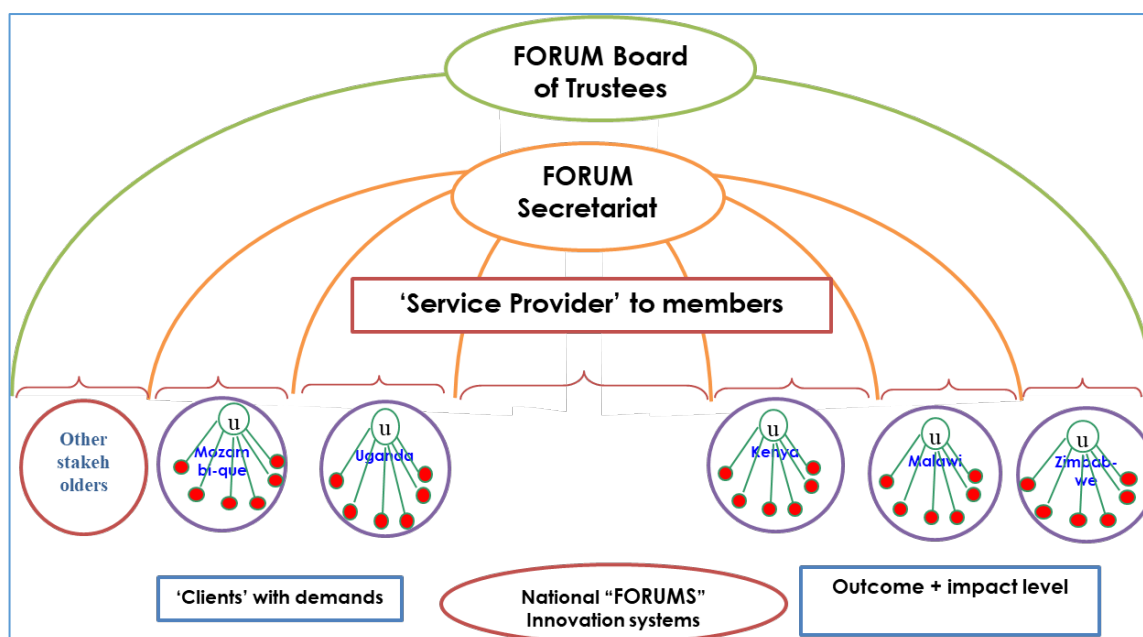 FORUM Board
of Trustees
FORUM
Secretariat
‘Service Provider’ to members
Other
stakeh
olders
u
Mozam
bi-que
u
Uganda
u
Kenya
u
Malawi
u
Zimbab-
we
‘Clients’ with demands
National “FORUMS”
Innovation systems
Outcome + impact level